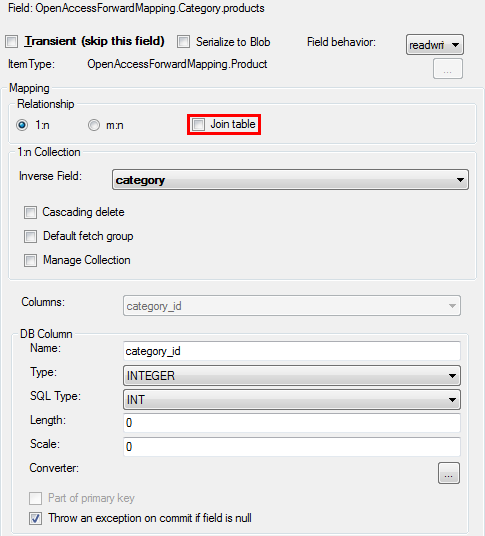 Field: OpenAccessForwardMapping.Category.products
Transient (skip this field) Serialize to Blob Field behavior: readwri
ItemType: OpenAccessForwardMapping.Product ...
Mapping
Relationship
1:n m:n Join table
1:n Collection
Inverse Field: category
Cascading delete
Default fetch group
Manage Collection
Columns: category_id
DB Column
Name: category_id
Type: INTEGER
SQL Type: INT
Length: 0
Scale: 0
Converter: ...
Part of primary key
Throw an exception on commit if field is null